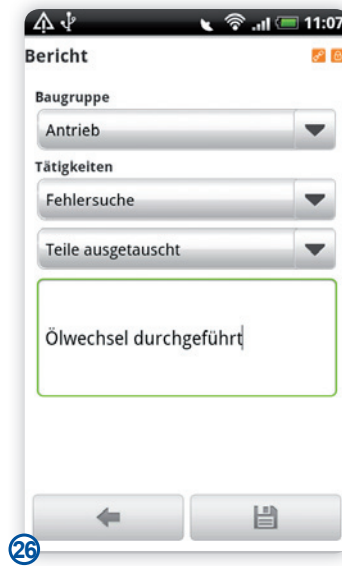 11:07
Bericht
Baugruppe
Antrieb
Tätigkeiten
Fehlersuche
Teile ausgetauscht
Ölwechsel durchgeführt
26